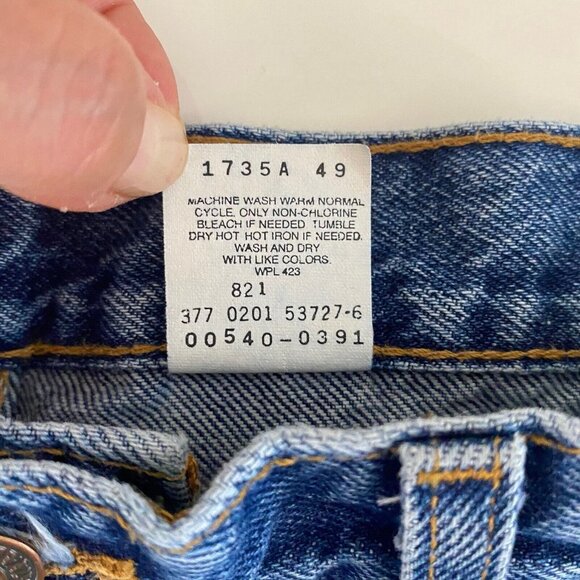 1735A 49
MACHINE WASH WARM NORMAL
CYCLE. ONLY NON-CHLORINE
BLEACH IF NEEDED. TUMBLE
DRY HOT HOT IRON IF NEEDED.
WASH AND DRY
WITH LIKE COLORS.
WPL 423
821
377 0201 53727-6
00540-0391